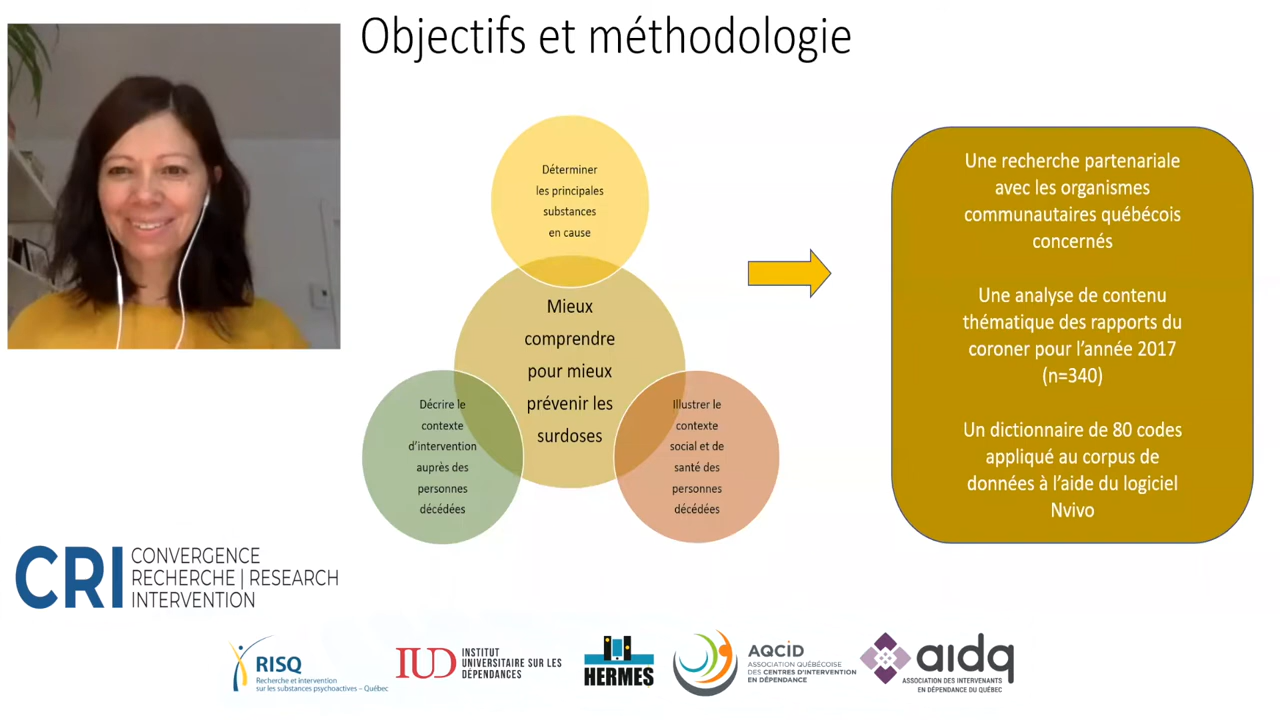 Objectifs et méthodologie
Déterminer
les principales
substances
en cause
Mieux
comprendre
pour mieux
prévenir les
surdoses
Décrire le
contexte
d'intervention
auprès des
personnes
décédées
Illustrer le
contexte
social et de
santé des
personnes
décédées
Une recherche partenariale
avec les organismes
communautaires québécois
concernés
Une analyse de contenu
thématique des rapports du
coroner pour l'année 2017
(n=340)
Un dictionnaire de 80 codes
appliqué au corpus de
données à l'aide du logiciel
Nvivo
CRI
CONVERGENCE
RECHERCHE | RESEARCH
INTERVENTION
RISQ
Recherche et intervention
sur les substances psychoactives – Québec
IUD
INSTITUT
UNIVERSITAIRE SUR LES
DÉPENDANCES
HERMES
AQCiD
ASSOCIATION QUÉBÉCOISE
DES CENTRES D'INTERVENTION
EN DÉPENDANCE
aidq
ASSOCIATION DES INTERVENANTS
EN DÉPENDANCE DU QUÉBEC